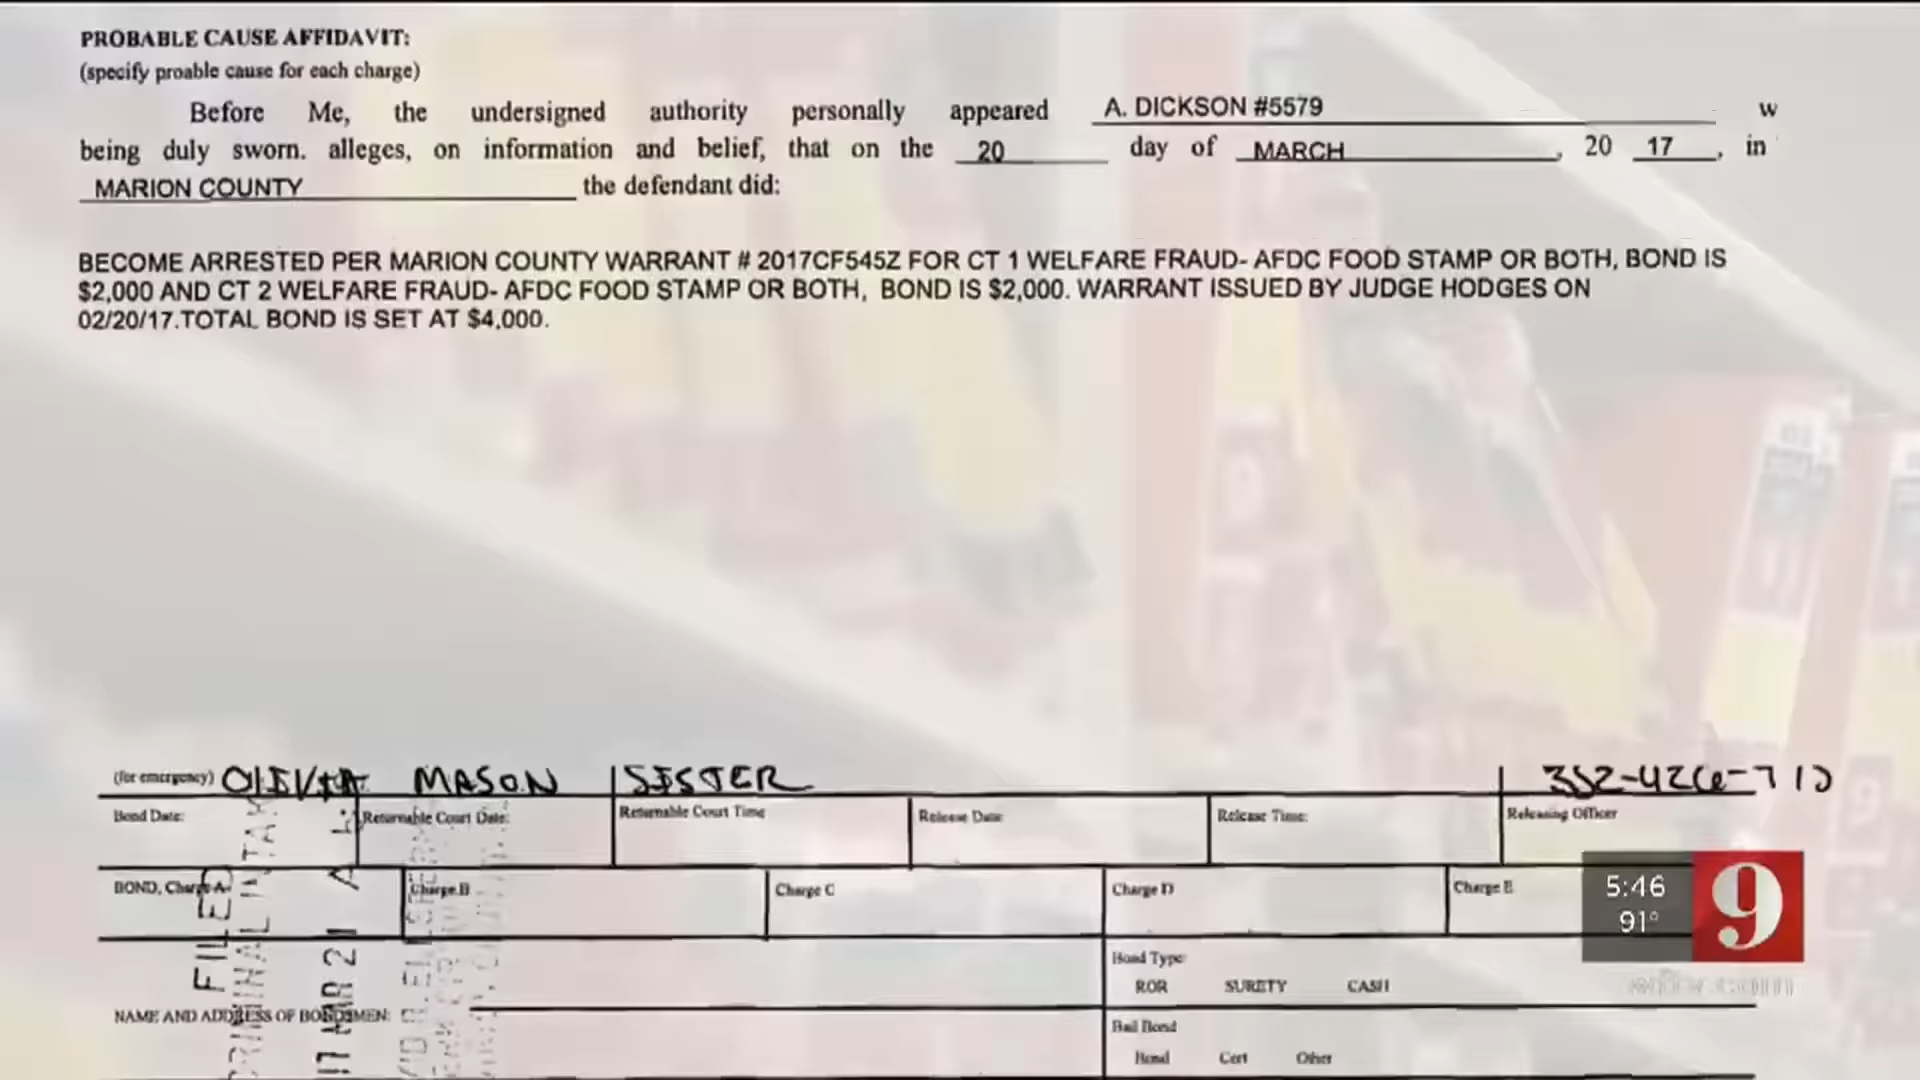 PROBABLE CAUSE AFFIDAVIT:
(specify proable cause for each charge)
Before Me, the undersigned authority personally appeared A. DICKSON #5579 w
being duly sworn. alleges, on information and belief, that on the 20 day of MARCH, 20 17, in
MARION COUNTY the defendant did:
BECOME ARRESTED PER MARION COUNTY WARRANT # 2017CF545Z FOR CT 1 WELFARE FRAUD- AFDC FOOD STAMP OR BOTH, BOND IS
$2,000 AND CT 2 WELFARE FRAUD- AFDC FOOD STAMP OR BOTH, BOND IS $2,000. WARRANT ISSUED BY JUDGE HODGES ON
02/20/17.TOTAL BOND IS SET AT $4,000.
(for emergency) OLIVIA MASON SISTER
Bond Date: Returnable Court Date: Returnable Court Time Release Date Release Time: Releasing Officer
BOND, Charge A Charge B Charge C Charge D Charge E
5:46
91°
9
FILED
Bond Type
ROR SURETY CASH
wftv.com
NAME AND ADDRESS OF BONDSMEN:
Bail Bond
Bond Cert Other